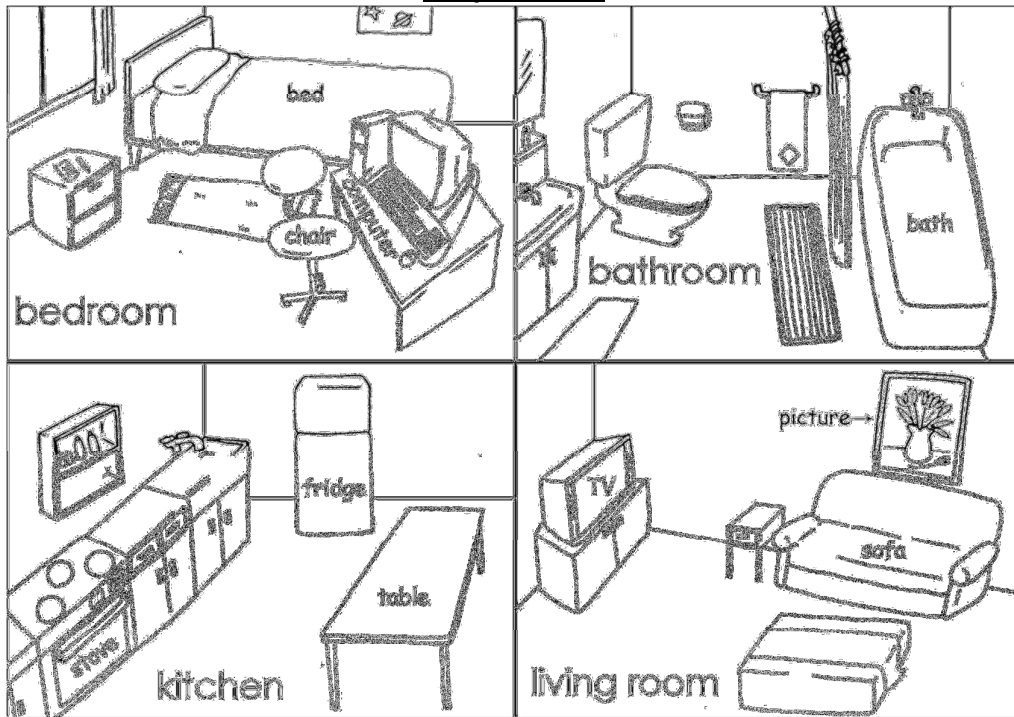 bed
computer
chair
bedroom
bath
bathroom
fridge
table
stove
kitchen
picture
TV
sofa
living room